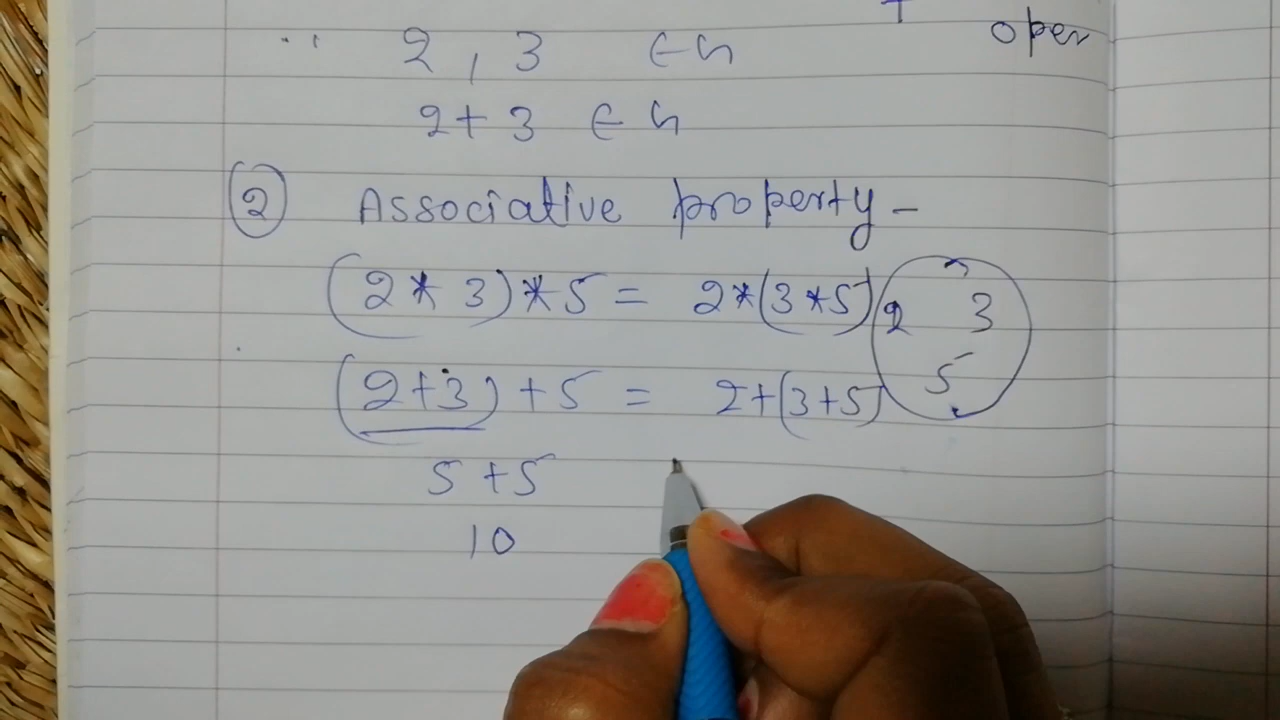 oper
2 , 3 ∈ G
2 + 3 ∈ G
② Associative property -
(2 * 3) * 5 = 2 * (3 * 5)
2 3
5
(2 + 3) + 5 = 2 + (3 + 5)
5 + 5
10